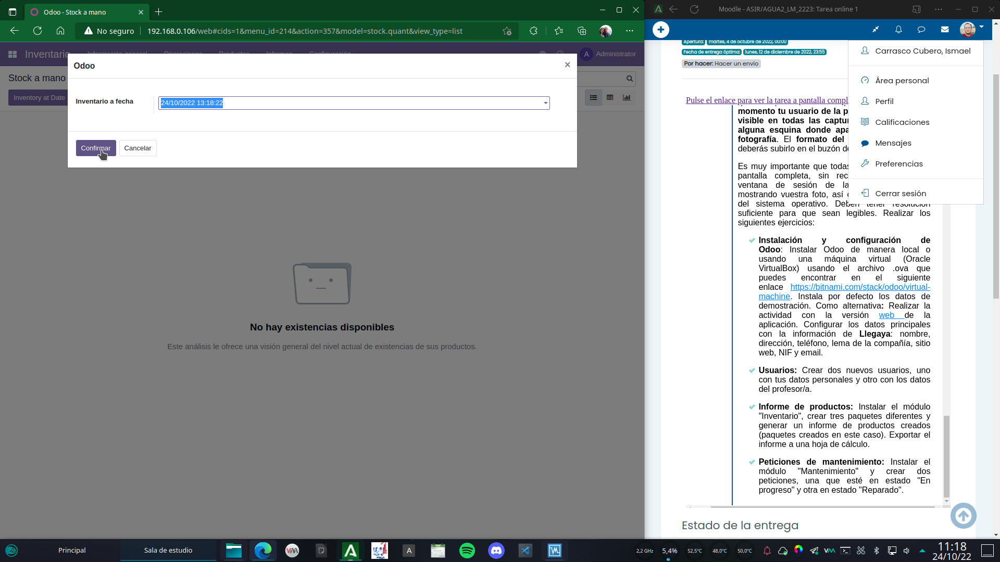 Odoo - Stock a mano
No seguro
192.168.0.106/web#cids=1&menu_id=214&action=357&model=stock.quant&view_type=list
Inventario
Información general
Operaciones
Productos
Informes
Configuración
A
Administrator
Stock a mano
Inventory at Date
Odoo
×
Inventario a fecha
24/10/2022 13:18:22
Confirmar
Cancelar
No hay existencias disponibles
Este análisis le ofrece una visión general del nivel actual de existencias de sus productos.
Moodle - ASIR/AGUA2_LM_2223: Tarea online 1
Apertura: martes, 4 de octubre de 2022, 00:00
Fecha de entrega óptima: lunes, 12 de diciembre de 2022, 23:55
Por hacer: Hacer un envío
Pulse el enlace para ver la tarea a pantalla compl
momento tu usuario de la p
visible en todas las captur
alguna esquina donde apa
fotografía. El formato del
deberás subirlo en el buzón de
Es muy importante que todas
pantalla completa, sin rec
ventana de sesión de la
mostrando vuestra foto, así
del sistema operativo. Deben tener resolución
suficiente para que sean legibles. Realizar los
siguientes ejercicios:
Instalación y configuración de
Odoo: Instalar Odoo de manera local o
usando una máquina virtual (Oracle
VirtualBox) usando el archivo .ova que
puedes encontrar en el siguiente
enlace https://bitnami.com/stack/odoo/virtual-
machine. Instala por defecto los datos de
demostración. Como alternativa: Realizar la
actividad con la versión web de la
aplicación. Configurar los datos principales
con la información de Llegaya: nombre,
dirección, teléfono, lema de la compañía, sitio
web, NIF y email.
Usuarios: Crear dos nuevos usuarios, uno
con tus datos personales y otro con los datos
del profesor/a.
Informe de productos: Instalar el módulo
"Inventario", crear tres paquetes diferentes y
generar un informe de productos creados
(paquetes creados en este caso). Exportar el
informe a una hoja de cálculo.
Peticiones de mantenimiento: Instalar el
módulo "Mantenimiento" y crear dos
peticiones, una que esté en estado "En
progreso" y otra en estado "Reparado".
Estado de la entrega
Carrasco Cubero, Ismael
Área personal
Perfil
Calificaciones
Mensajes
Preferencias
Cerrar sesión
Principal
Sala de estudio
A
2,2 GHz
5,4%
52,5°C
48,0°C
50,0°C
11:18
24/10/22